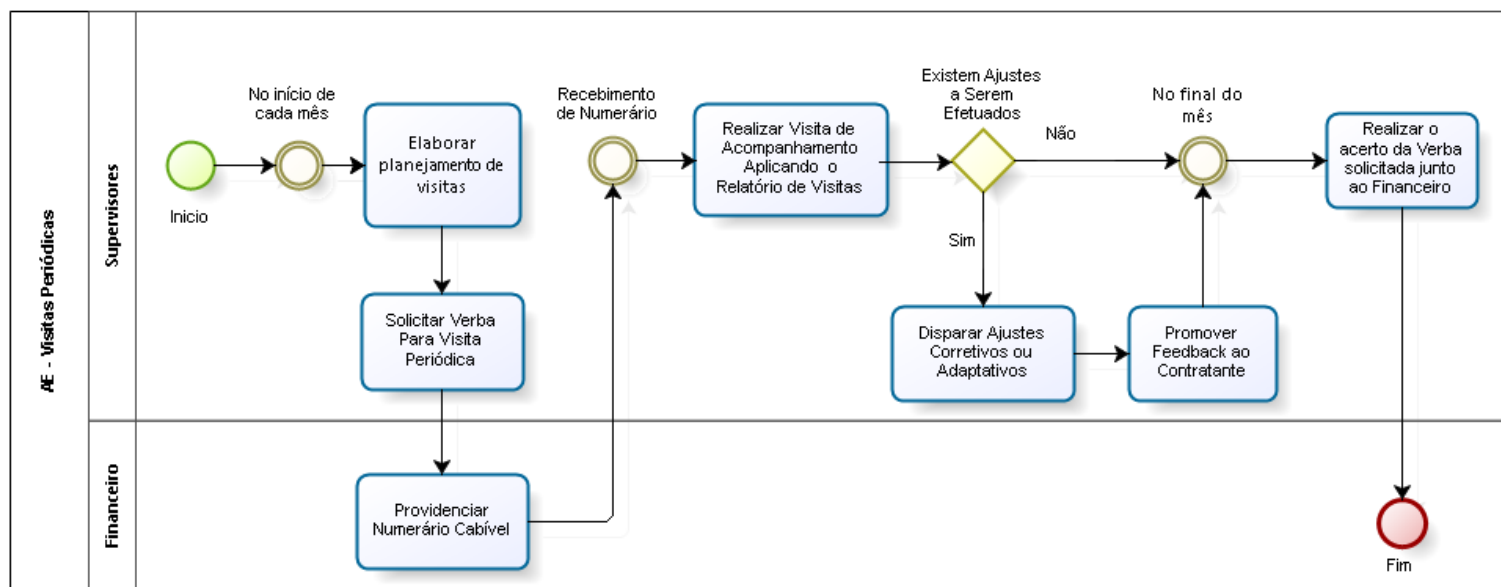 AE - Visitas Periódicas
Supervisores
Inicio
No início de
cada mês
Elaborar
planejamento de
visitas
Solicitar Verba
Para Visita
Periódica
Recebimento
de Numerário
Realizar Visita de
Acompanhamento
Aplicando o
Relatório de Visitas
Existem Ajustes
a Serem
Efetuados
Não
Sim
Disparar Ajustes
Corretivos ou
Adaptativos
Promover
Feedback ao
Contratante
No final do
mês
Realizar o
acerto da Verba
solicitada junto
ao Financeiro
Financeiro
Providenciar
Numerário Cabível
Fim